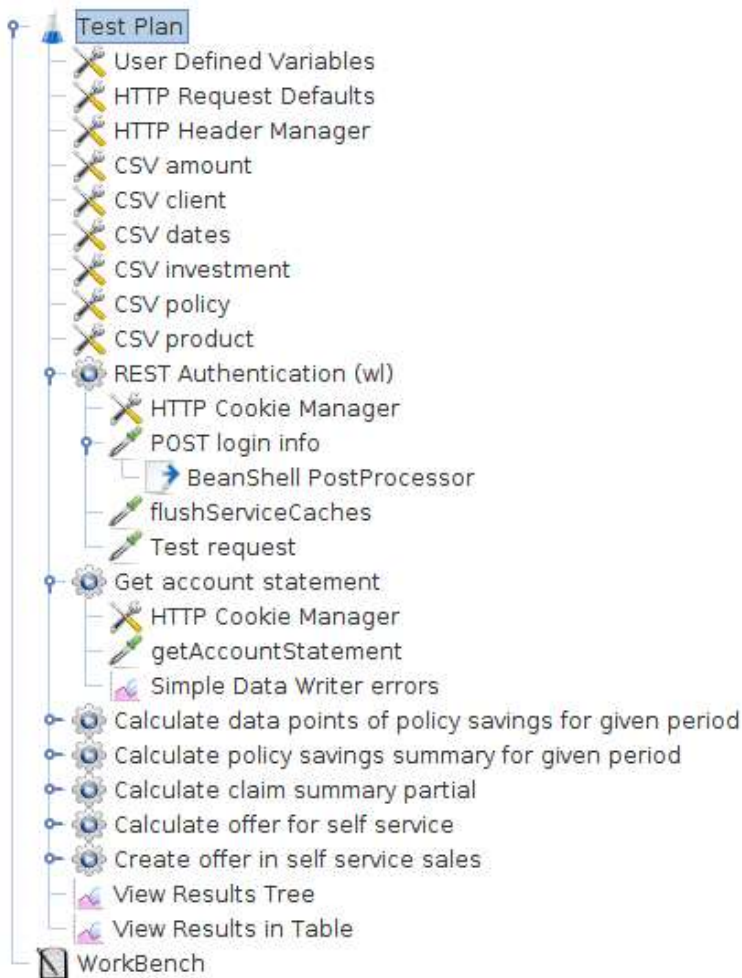 Test Plan
User Defined Variables
HTTP Request Defaults
HTTP Header Manager
CSV amount
CSV client
CSV dates
CSV investment
CSV policy
CSV product
REST Authentication (wl)
HTTP Cookie Manager
POST login info
BeanShell PostProcessor
flushServiceCaches
Test request
Get account statement
HTTP Cookie Manager
getAccountStatement
Simple Data Writer errors
Calculate data points of policy savings for given period
Calculate policy savings summary for given period
Calculate claim summary partial
Calculate offer for self service
Create offer in self service sales
View Results Tree
View Results in Table
WorkBench